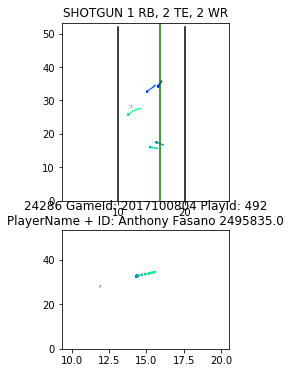 SHOTGUN 1 RB, 2 TE, 2 WR
50
40
30
20
10
0
10 20
24286 GameId: 2017100804 PlayId: 492
PlayerName + ID: Anthony Fasano 2495835.0
40
20
0
10.0 12.5 15.0 17.5 20.0